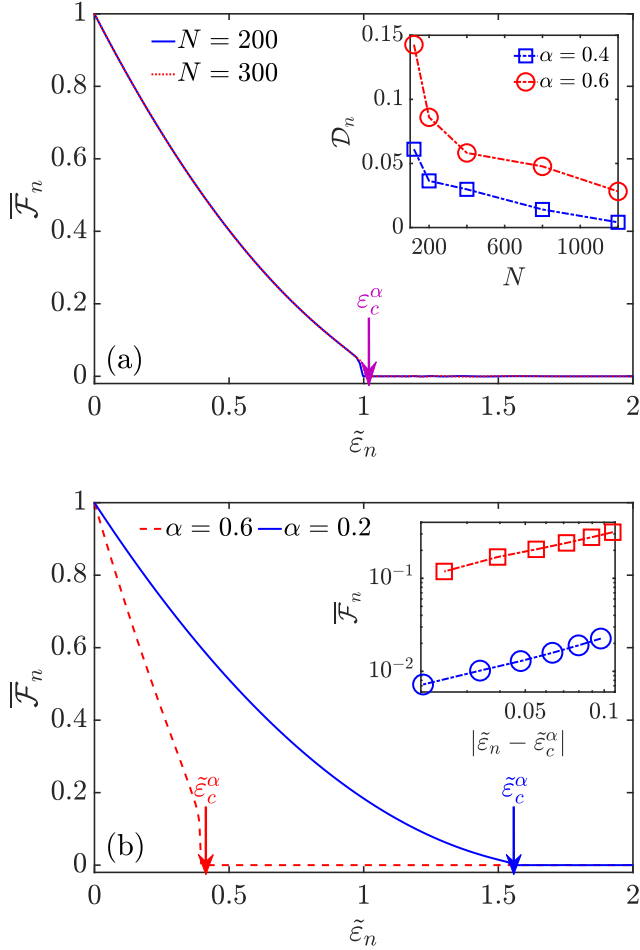 1
0.8
0.6
0.4
0.2
0
ℱ̅ₙ
N = 200
N = 300
0.15
0.1
0.05
0
𝒟ₙ
α = 0.4
α = 0.6
200 600 1000
N
ε_c^α
(a)
0 0.5 1 1.5 2
ε̃ₙ
1
0.8
0.6
0.4
0.2
0
ℱ̅ₙ
α = 0.6 α = 0.2
10⁻¹
10⁻²
ℱ̅ₙ
0.05 0.1
|ε̃ₙ − ε̃_c^α|
ε̃_c^α ε̃_c^α
(b)
0 0.5 1 1.5 2
ε̃ₙ